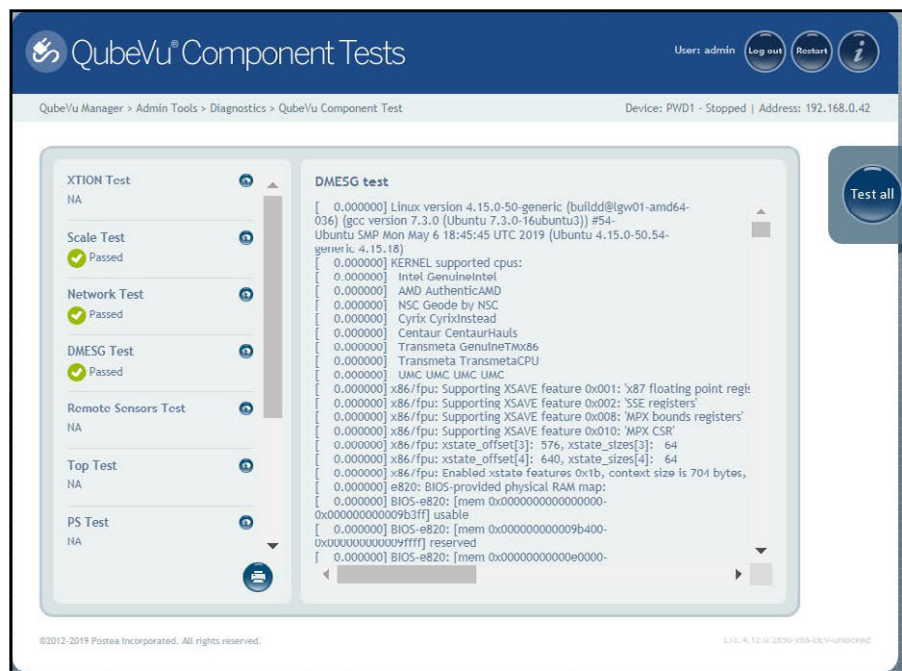 QubeVu® Component Tests
User: admin
Log out
Restart
i
QubeVu Manager > Admin Tools > Diagnostics > QubeVu Component Test
Device: PWD1 - Stopped | Address: 192.168.0.42
XTION Test
NA
Scale Test
Passed
Network Test
Passed
DMESG Test
Passed
Remote Sensors Test
NA
Top Test
NA
PS Test
NA
DMESG test
[ 0.000000] Linux version 4.15.0-50-generic (buildd@lgw01-amd64-
036) (gcc version 7.3.0 (Ubuntu 7.3.0-16ubuntu3)) #54-
Ubuntu SMP Mon May 6 18:45:45 UTC 2019 (Ubuntu 4.15.0-50.54-
generic 4.15.18)
[ 0.000000] KERNEL supported cpus:
[ 0.000000] Intel GenuineIntel
[ 0.000000] AMD AuthenticAMD
[ 0.000000] NSC Geode by NSC
[ 0.000000] Cyrix CyrixInstead
[ 0.000000] Centaur CentaurHauls
[ 0.000000] Transmeta GenuineTMx86
[ 0.000000] Transmeta TransmetaCPU
[ 0.000000] UMC UMC UMC UMC
[ 0.000000] x86/fpu: Supporting XSAVE feature 0x001: 'x87 floating point regis
[ 0.000000] x86/fpu: Supporting XSAVE feature 0x002: 'SSE registers'
[ 0.000000] x86/fpu: Supporting XSAVE feature 0x008: 'MPX bounds registers'
[ 0.000000] x86/fpu: Supporting XSAVE feature 0x010: 'MPX CSR'
[ 0.000000] x86/fpu: xstate_offset[3]: 576, xstate_sizes[3]: 64
[ 0.000000] x86/fpu: xstate_offset[4]: 640, xstate_sizes[4]: 64
[ 0.000000] x86/fpu: Enabled xstate features 0x1b, context size is 704 bytes,
[ 0.000000] e820: BIOS-provided physical RAM map:
[ 0.000000] BIOS-e820: [mem 0x0000000000000000-
0x000000000009b3ff] usable
[ 0.000000] BIOS-e820: [mem 0x000000000009b400-
0x000000000009ffff] reserved
[ 0.000000] BIOS-e820: [mem 0x00000000000e0000-
Test all
©2012-2019 Postea Incorporated. All rights reserved.